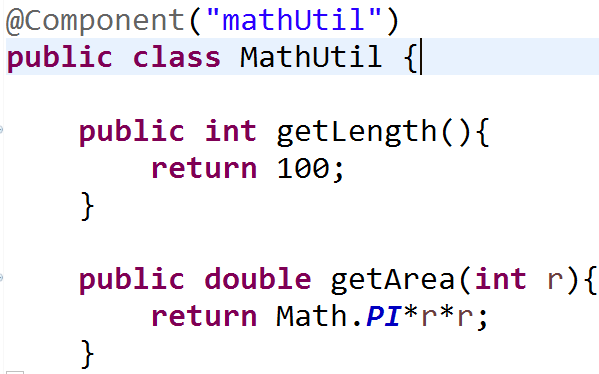 @Component("mathUtil")
public class MathUtil {
public int getLength(){
return 100;
}
public double getArea(int r){
return Math.PI*r*r;
}